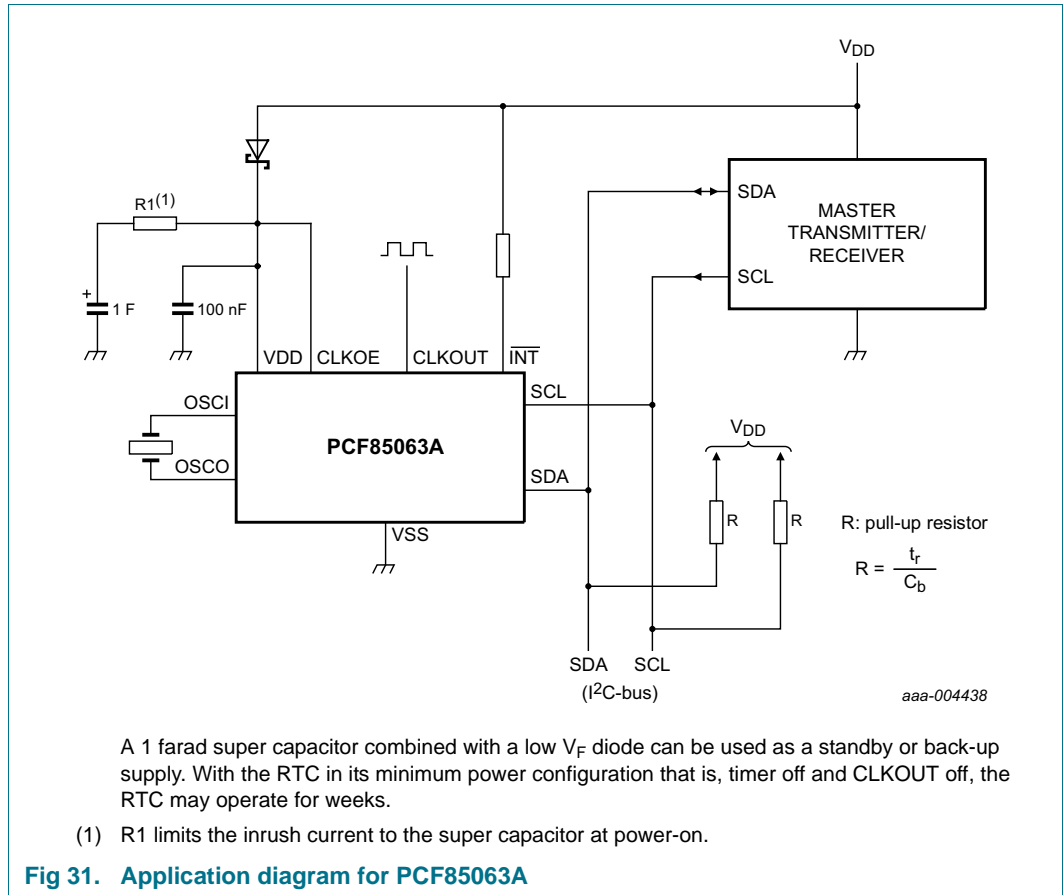 VDD
R1(1)
+
1 F
100 nF
VDD
CLKOE
CLKOUT
INT
SDA
SCL
MASTER
TRANSMITTER/
RECEIVER
OSCI
OSCO
PCF85063A
SCL
SDA
VSS
VDD
R
R
R: pull-up resistor
R = tr / Cb
SDA SCL
(I2C-bus)
aaa-004438
A 1 farad super capacitor combined with a low VF diode can be used as a standby or back-up
supply. With the RTC in its minimum power configuration that is, timer off and CLKOUT off, the
RTC may operate for weeks.
(1) R1 limits the inrush current to the super capacitor at power-on.
Fig 31. Application diagram for PCF85063A